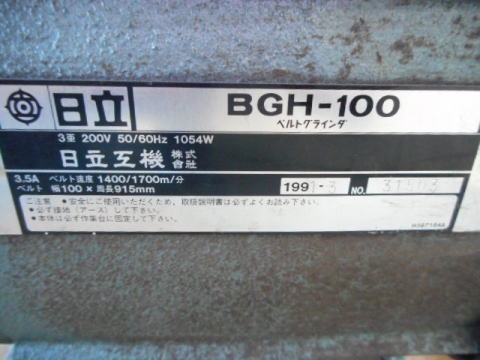 日立 BGH-100
ベルトグラインダ
3重 200V 50/60Hz 1054W
日立工機 株式会社
3.5A ベルト速度 1400/1700m/分
ベルト 幅100×周長915mm
1991-3 NO.
ご注意 ●安全にご使用いただくため、取扱説明書は必ずよくお読み下さい。
●必ず接地(アース)して下さい。
●本体は必ず作業台に固定して下さい。